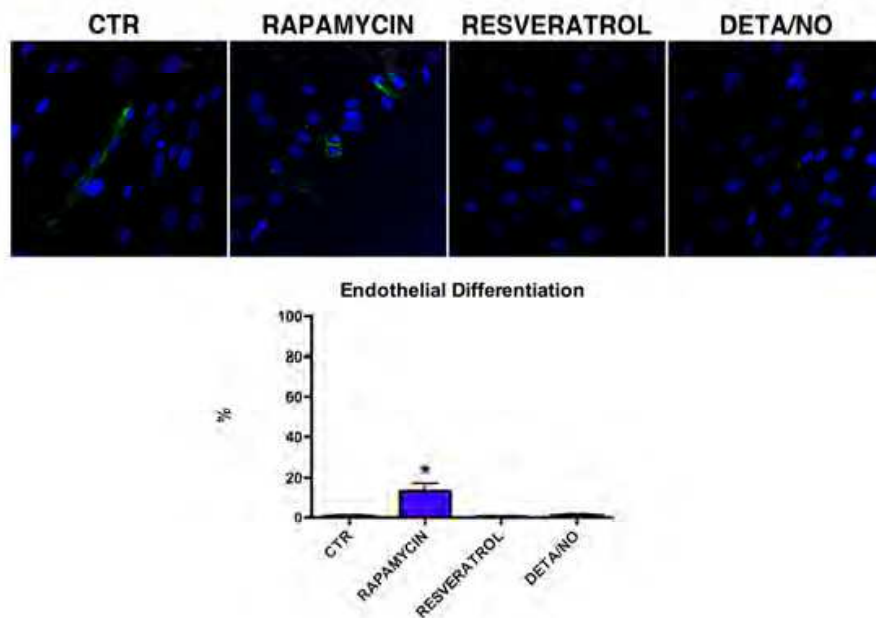 CTR RAPAMYCIN RESVERATROL DETA/NO
Endothelial Differentiation
100
80
60
40
20
0
%
*
CTR
RAPAMYCIN
RESVERATROL
DETA/NO